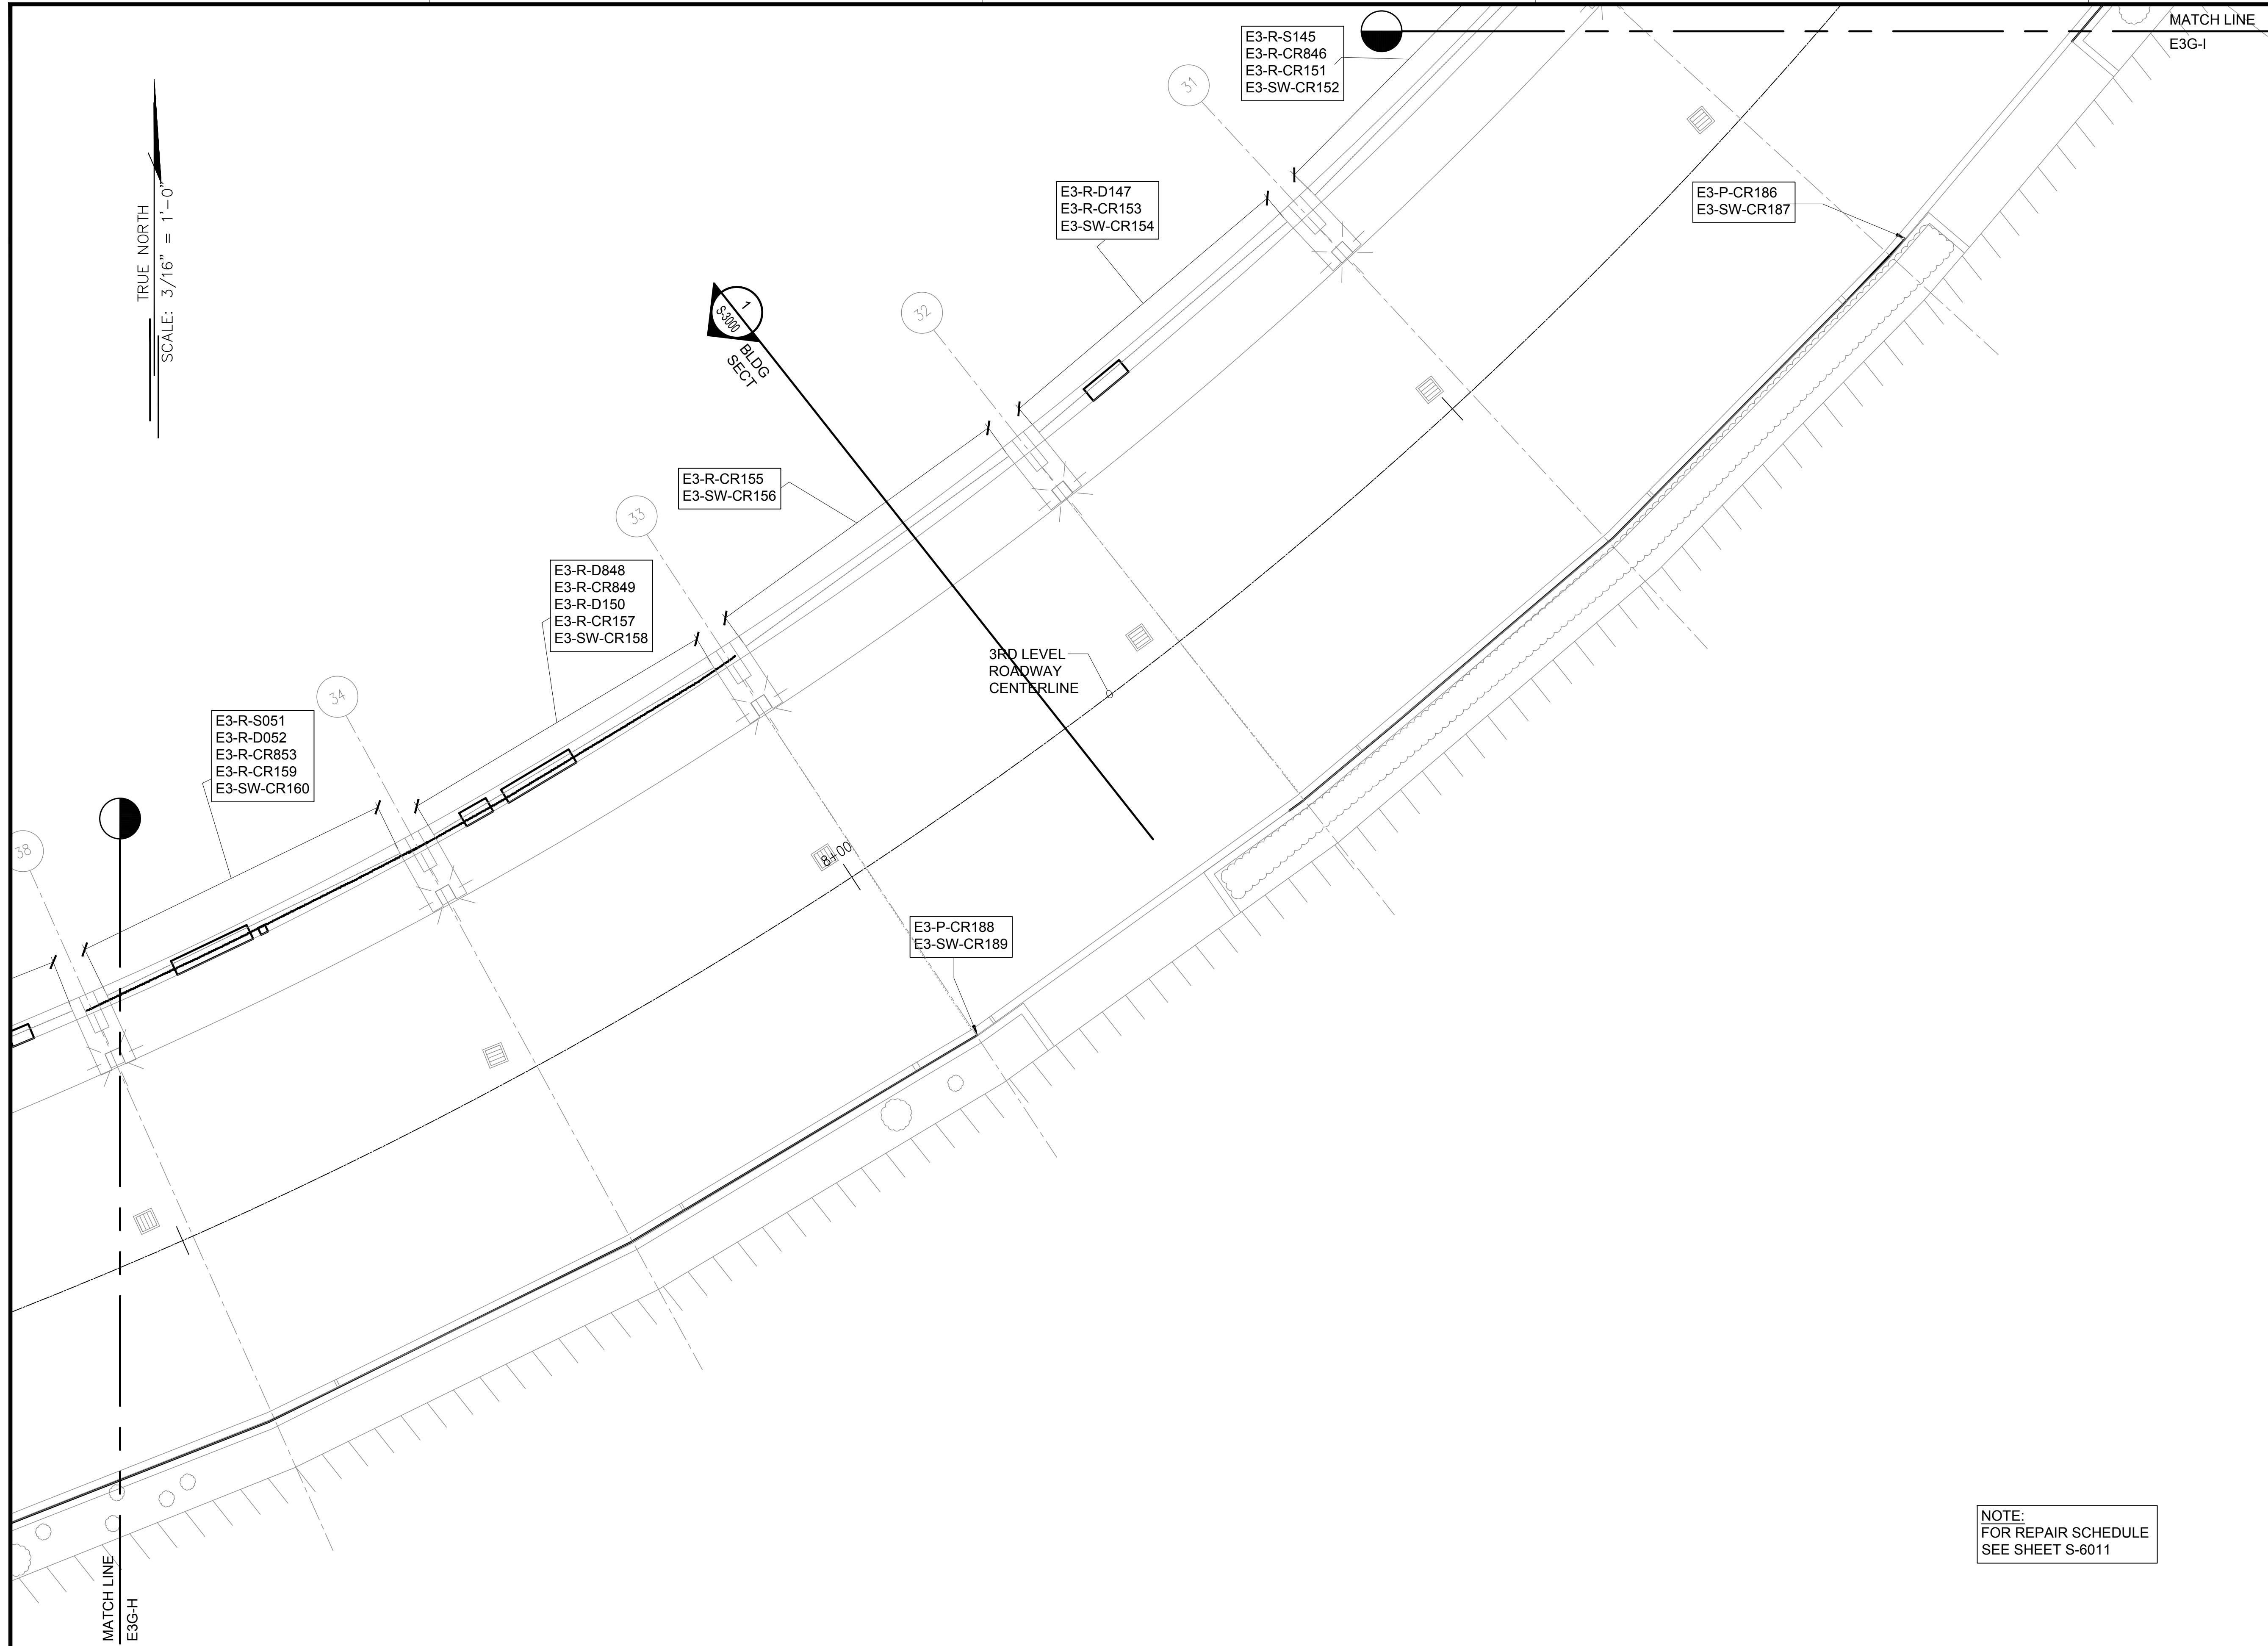 MATCH LINE
E3G-I
E3-R-S145
E3-R-CR846
E3-R-CR151
E3-SW-CR152
31
TRUE NORTH
SCALE: 3/16" = 1'-0"
E3-R-D147
E3-R-CR153
E3-SW-CR154
E3-P-CR186
E3-SW-CR187
1
S-3000
BLDG
SECT
32
E3-R-CR155
E3-SW-CR156
33
E3-R-D848
E3-R-CR849
E3-R-D150
E3-R-CR157
E3-SW-CR158
3RD LEVEL
ROADWAY
CENTERLINE
34
E3-R-S051
E3-R-D052
E3-R-CR853
E3-R-CR159
E3-SW-CR160
38
8+00
E3-P-CR188
E3-SW-CR189
NOTE:
FOR REPAIR SCHEDULE
SEE SHEET S-6011
MATCH LINE
E3G-H